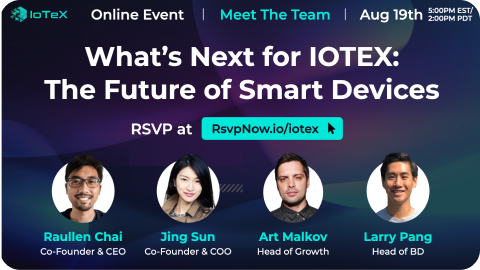 IoTeX
Online Event | Meet The Team | Aug 19th 5:00PM EST/
2:00PM PDT
What's Next for IOTEX:
The Future of Smart Devices
RSVP at RsvpNow.io/iotex
Raullen Chai Jing Sun Art Malkov Larry Pang
Co-Founder & CEO Co-Founder & COO Head of Growth Head of BD